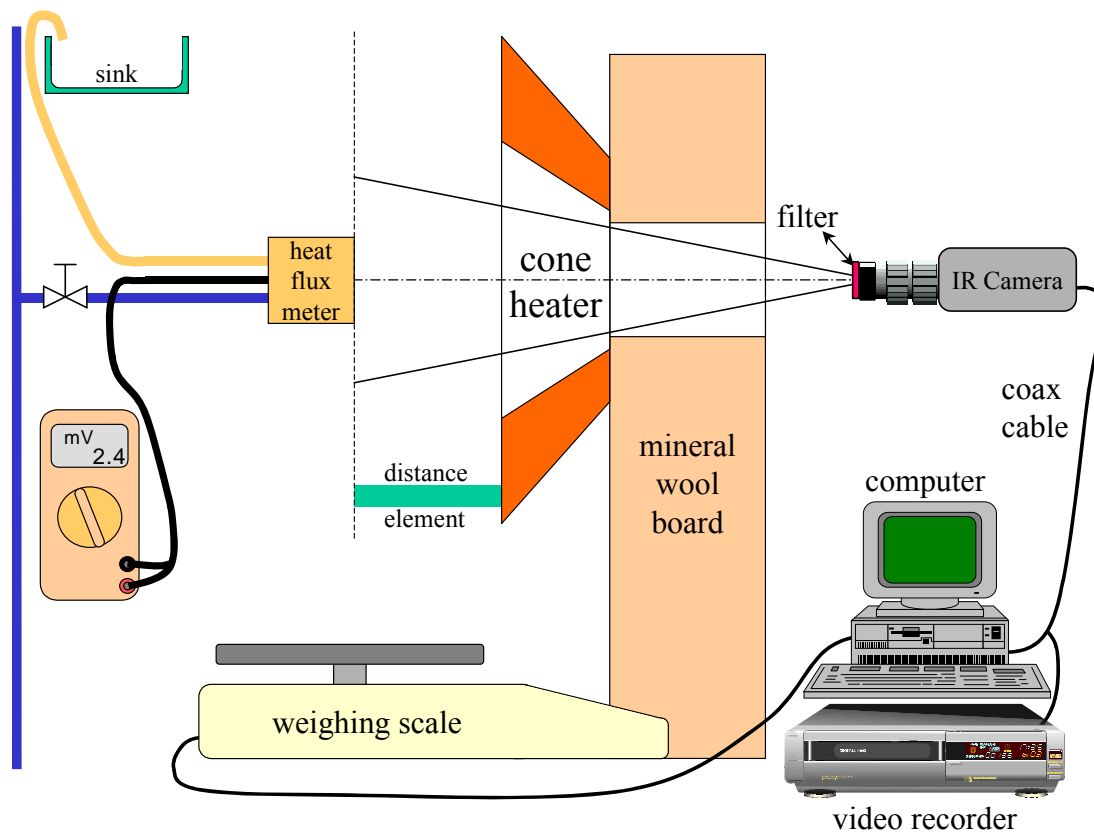 sink
heat
flux
meter
cone
heater
filter
IR Camera
coax
cable
mV
2.4
distance
element
mineral
wool
board
computer
weighing scale
DIGITAL
video recorder